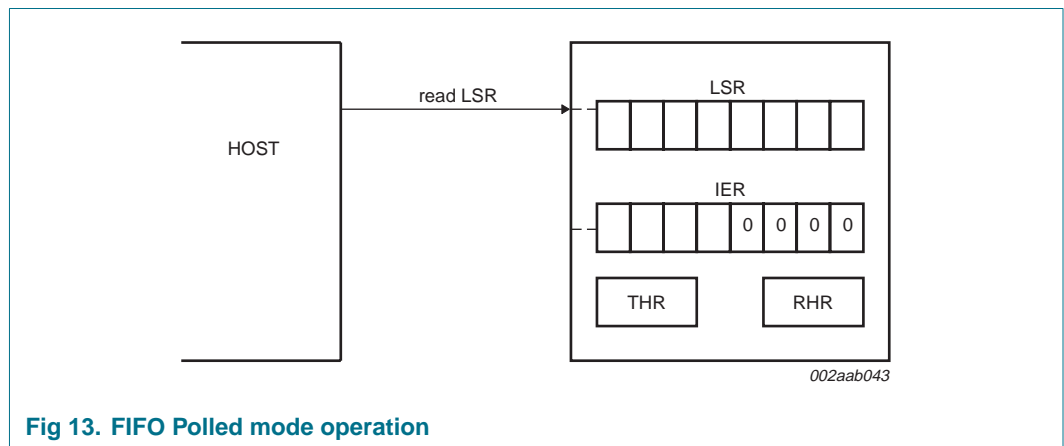 read LSR
LSR
HOST
IER
0 0 0 0
THR RHR
002aab043
Fig 13. FIFO Polled mode operation